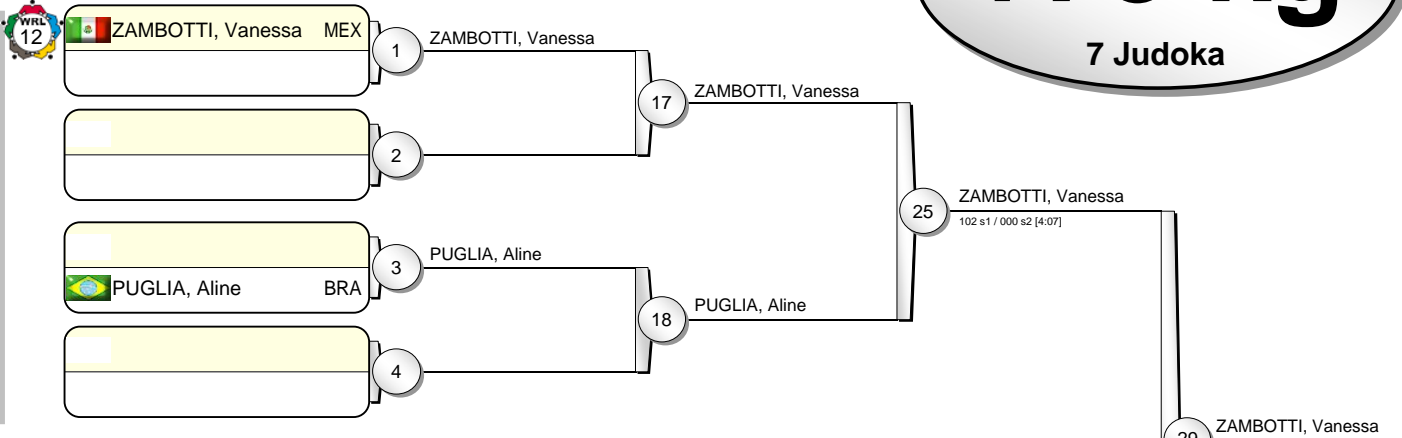 WRL
12
ZAMBOTTI, Vanessa MEX
1
ZAMBOTTI, Vanessa
7 Judoka
17
ZAMBOTTI, Vanessa
2
25
ZAMBOTTI, Vanessa
102 s1 / 000 s2 [4:07]
3
PUGLIA, Aline
PUGLIA, Aline BRA
18
PUGLIA, Aline
4
29
ZAMBOTTI, Vanessa